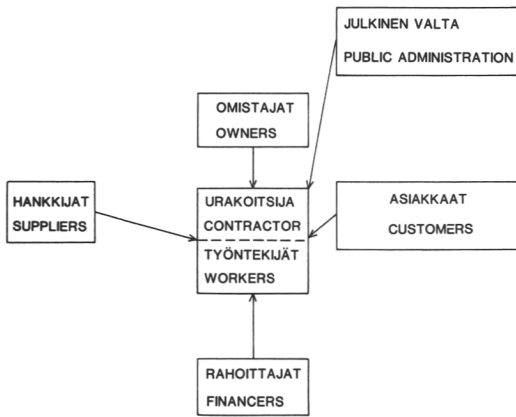 JULKINEN VALTA
PUBLIC ADMINISTRATION
OMISTAJAT
OWNERS
HANKKIJAT
SUPPLIERS
URAKOITSIJA
CONTRACTOR
TYÖNTEKIJÄT
WORKERS
ASIAKKAAT
CUSTOMERS
RAHOITTAJAT
FINANCERS